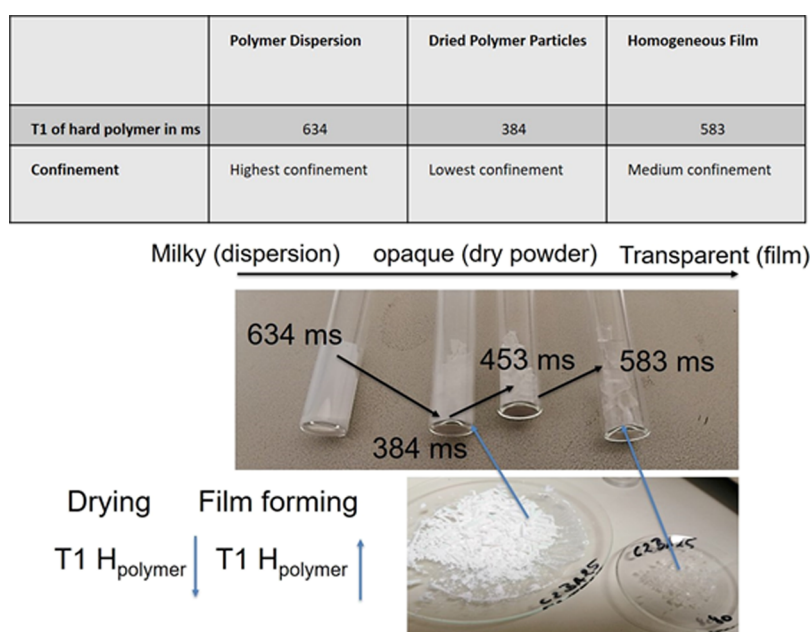 Polymer Dispersion Dried Polymer Particles Homogeneous Film
T1 of hard polymer in ms 634 384 583
Confinement Highest confinement Lowest confinement Medium confinement
Milky (dispersion) opaque (dry powder) Transparent (film)
634 ms
453 ms
583 ms
384 ms
Drying Film forming
T1 Hpolymer T1 Hpolymer
C2BA25
C2BA25